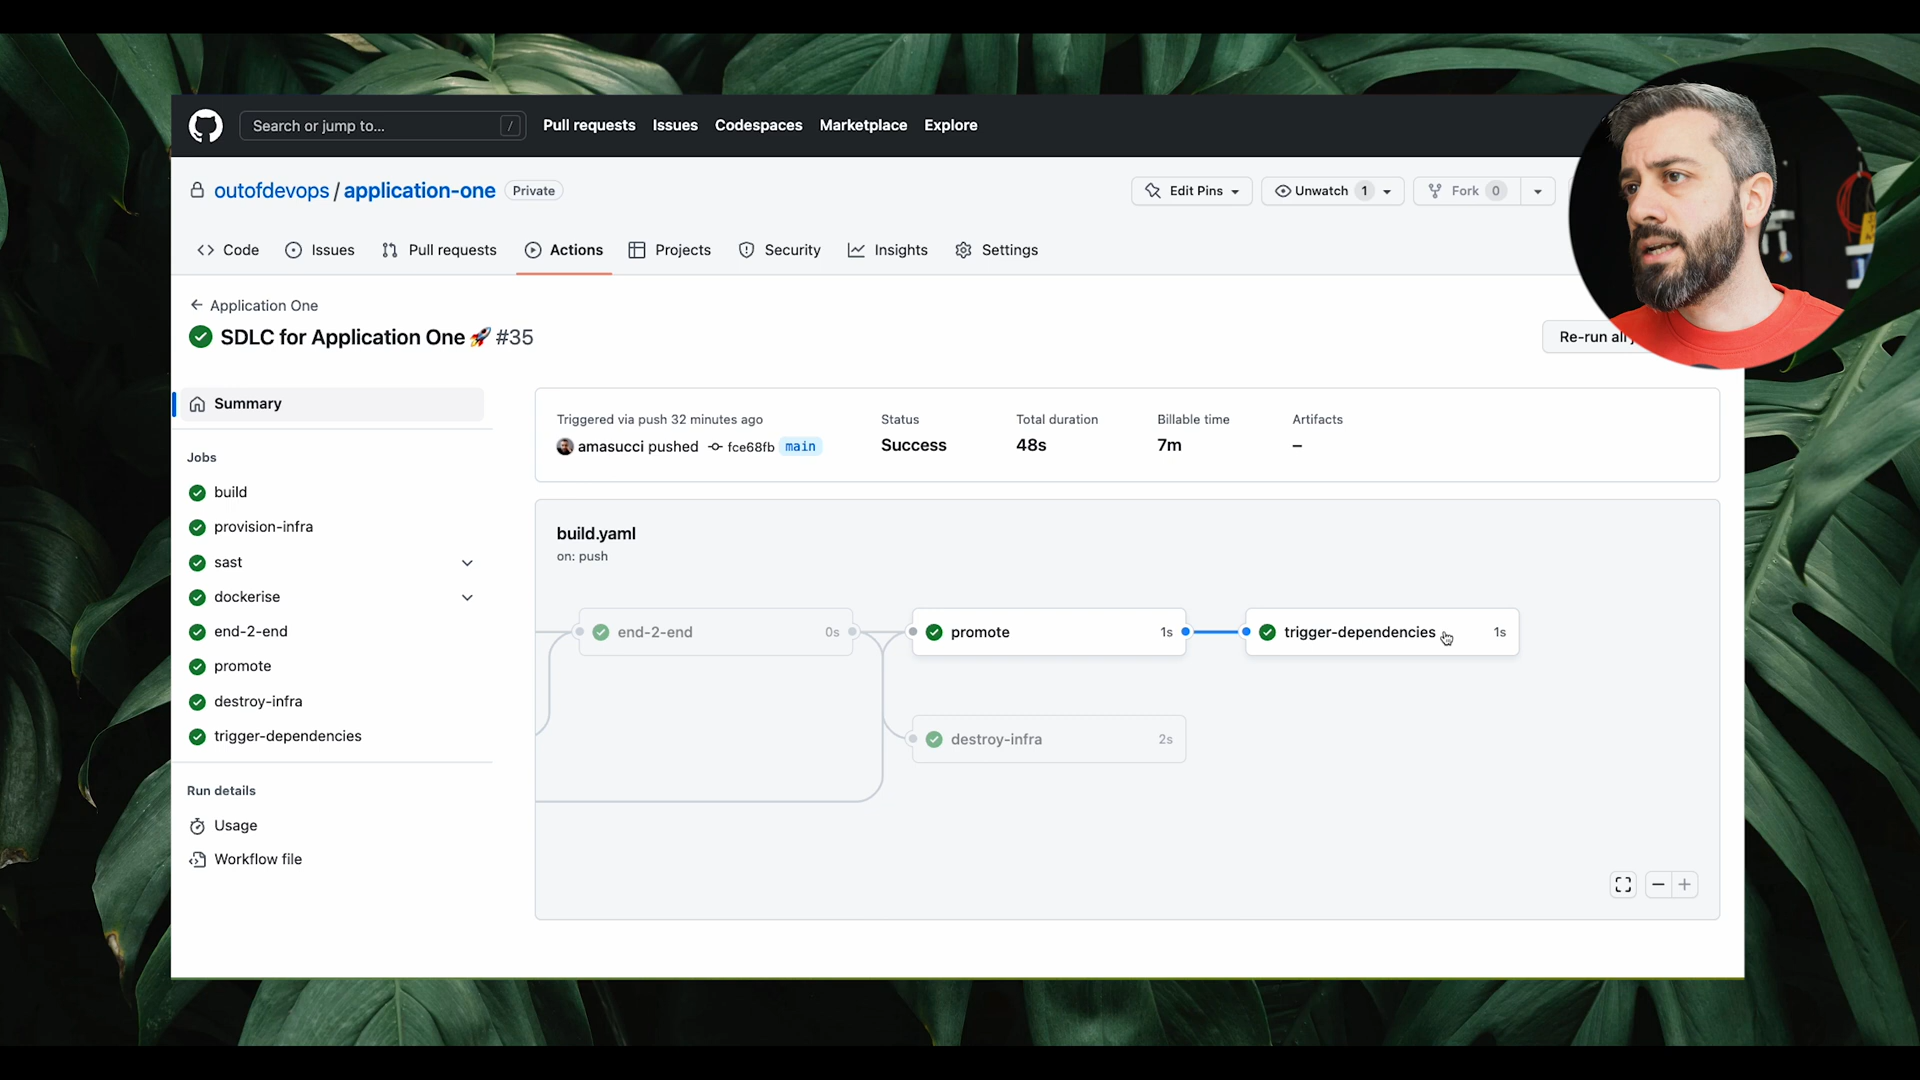 Search or jump to... /
Pull requests Issues Codespaces Marketplace Explore
outofdevops / application-one Private
Edit Pins Unwatch 1 Fork 0
Code Issues Pull requests Actions Projects Security Insights Settings
← Application One
SDLC for Application One 🚀 #35
Re-run all j
Summary
Jobs
build
provision-infra
sast
dockerise
end-2-end
promote
destroy-infra
trigger-dependencies
Run details
Usage
Workflow file
Triggered via push 32 minutes ago
amasucci pushed fce68fb main
Status
Success
Total duration
48s
Billable time
7m
Artifacts
–
build.yaml
on: push
end-2-end 0s
promote 1s
trigger-dependencies 1s
destroy-infra 2s